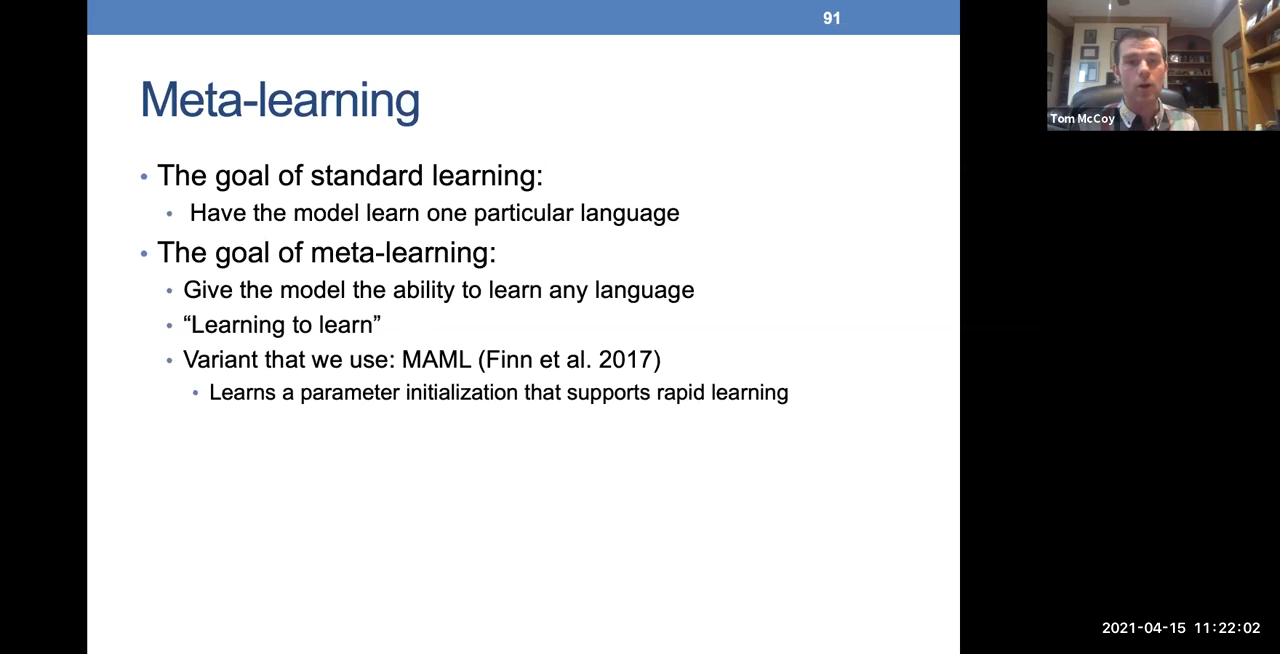 91
Meta-learning
• The goal of standard learning:
• Have the model learn one particular language
• The goal of meta-learning:
• Give the model the ability to learn any language
• “Learning to learn”
• Variant that we use: MAML (Finn et al. 2017)
• Learns a parameter initialization that supports rapid learning
Tom McCoy
2021-04-15 11:22:02